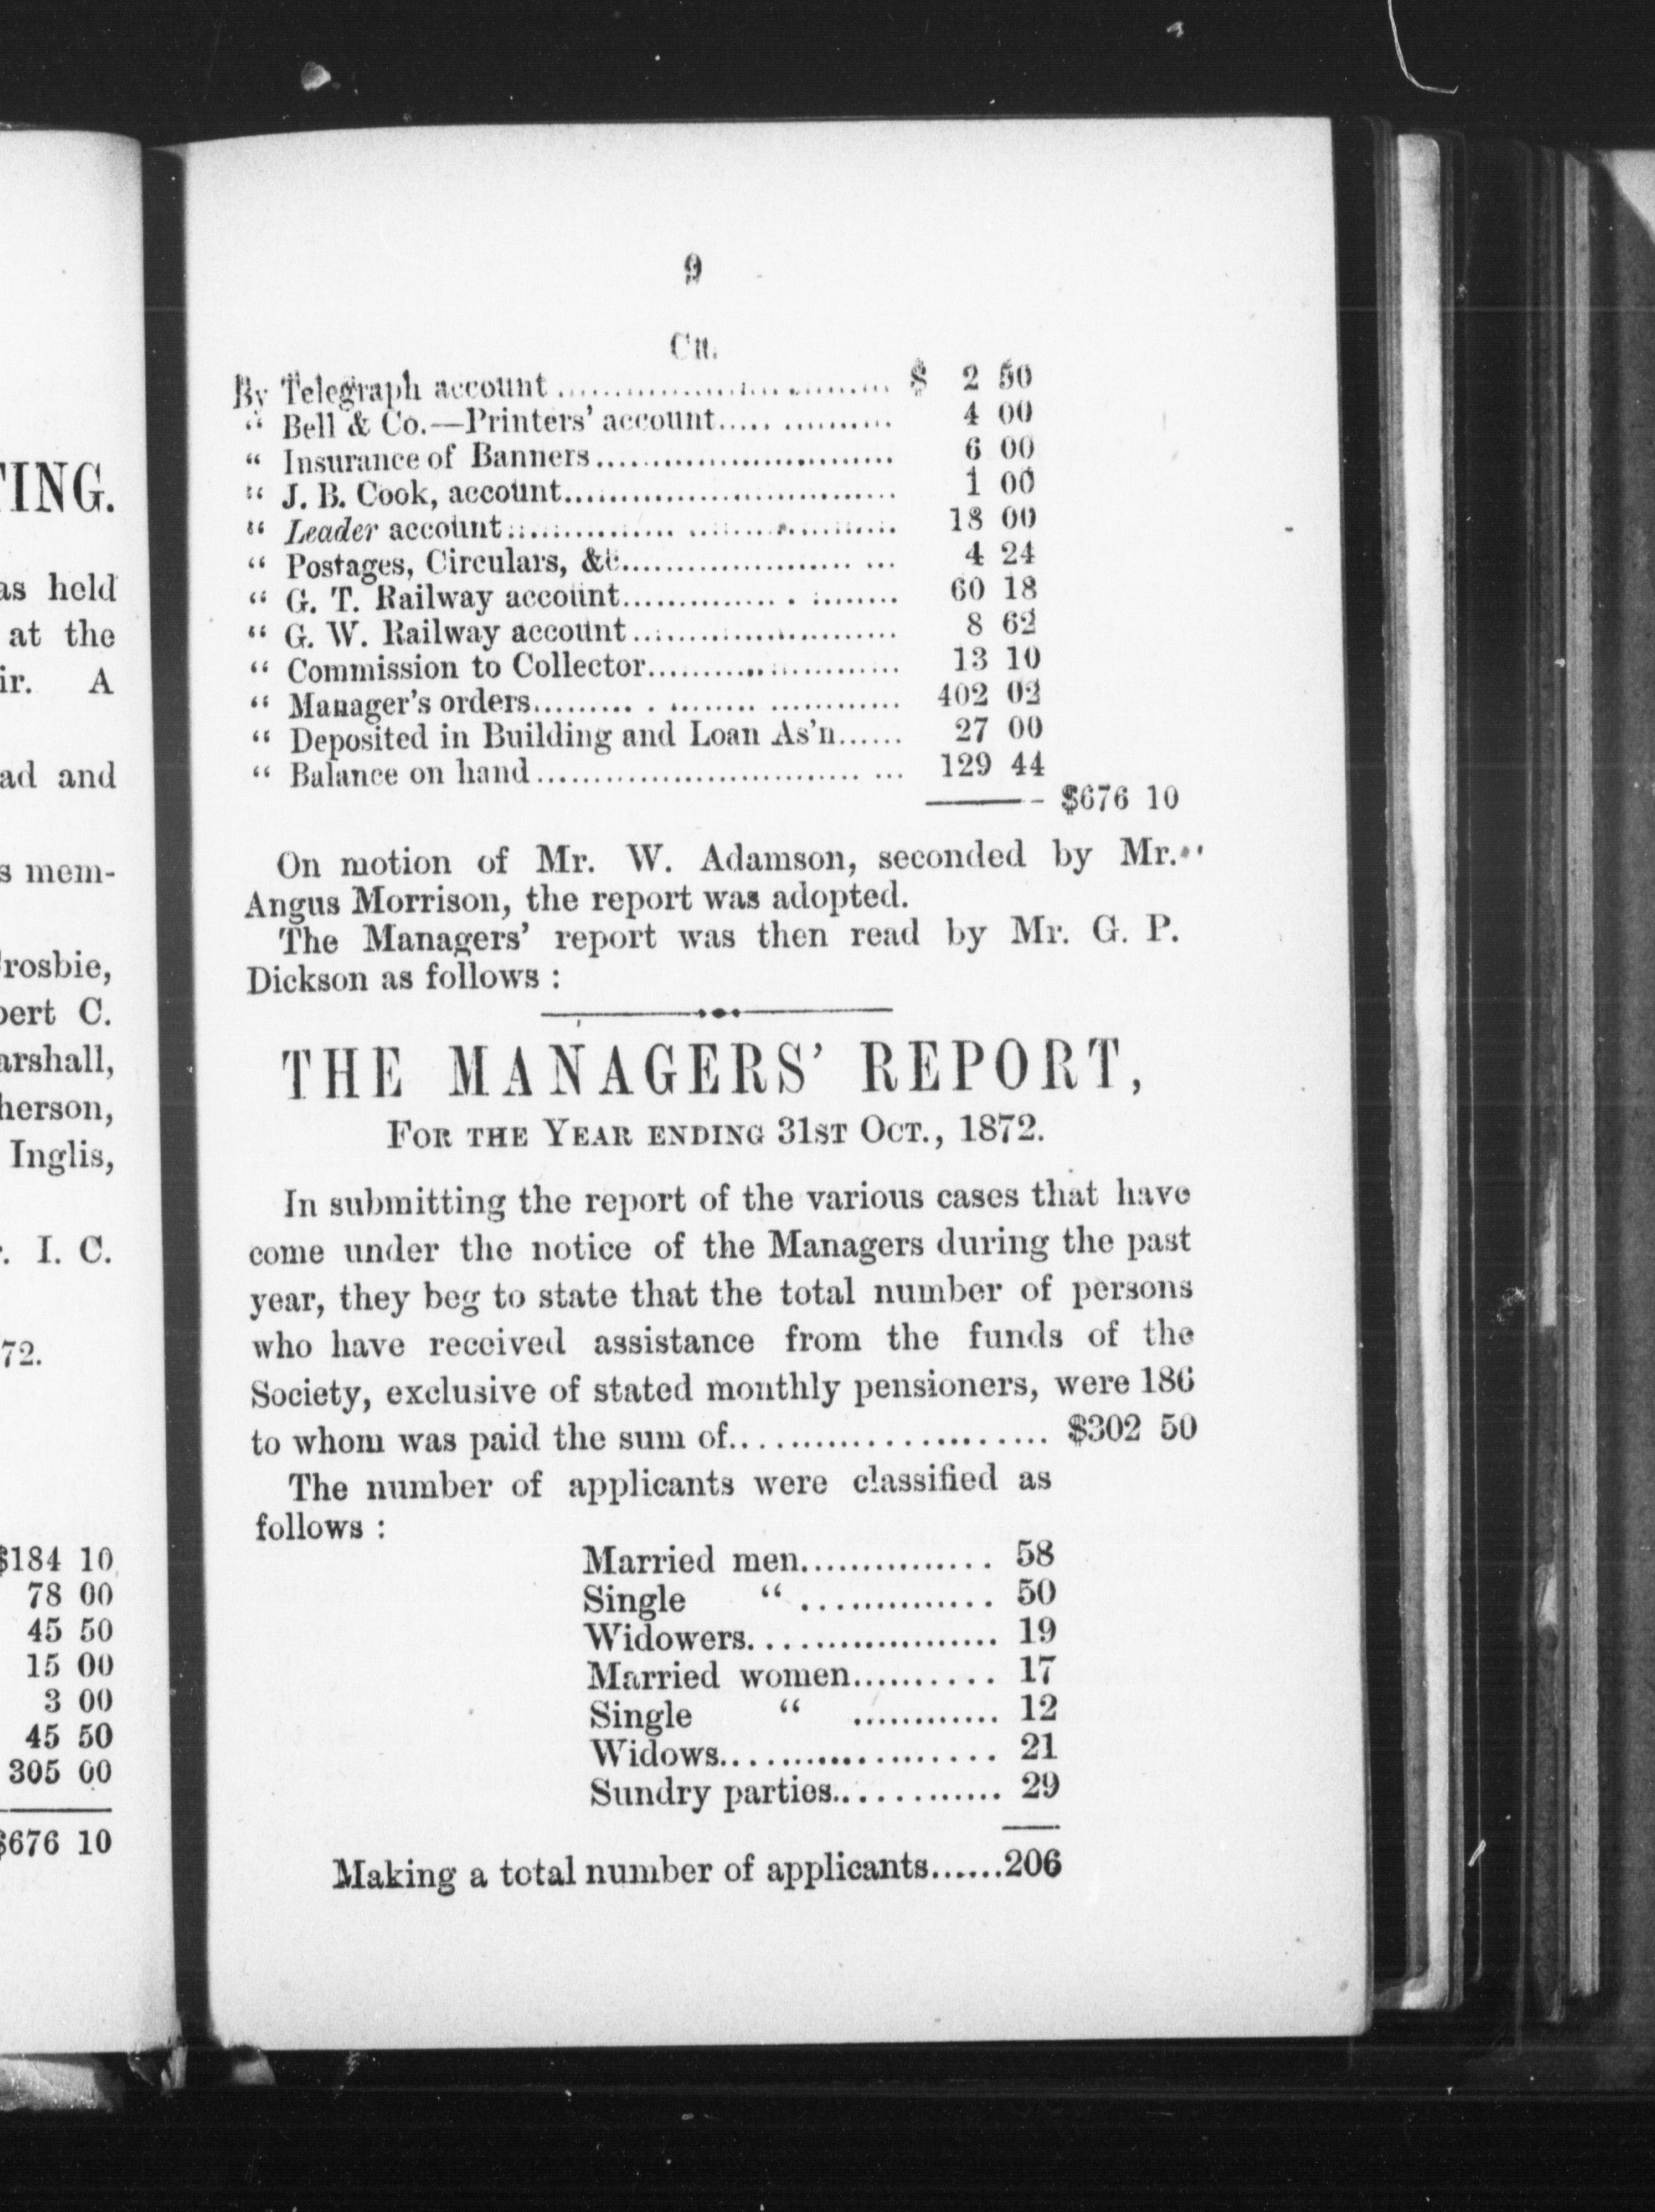 TING.
as held
at the
ir. A
ad and
s mem-
rosbie,
bert C.
arshall,
herson,
Inglis,
. I. C.
72.
$184 10
78 00
45 50
15 00
3 00
45 50
305 00
$676 10
9
CR.
By Telegraph account.............................. $ 2 50
“ Bell & Co.—Printers’ account............... 4 00
“ Insurance of Banners........................... 6 00
“ J. B. Cook, account.............................. 1 00
“ Leader account................................... 18 00
“ Postages, Circulars, &c........................ 4 24
“ G. T. Railway account........................ 60 18
“ G. W. Railway account........................ 8 62
“ Commission to Collector....................... 13 10
“ Manager’s orders................................. 402 02
“ Deposited in Building and Loan As’n...... 27 00
“ Balance on hand................................. 129 44
$676 10
On motion of Mr. W. Adamson, seconded by Mr.
Angus Morrison, the report was adopted.
The Managers’ report was then read by Mr. G. P.
Dickson as follows :
THE MANAGERS’ REPORT,
FOR THE YEAR ENDING 31ST OCT., 1872.
In submitting the report of the various cases that have
come under the notice of the Managers during the past
year, they beg to state that the total number of persons
who have received assistance from the funds of the
Society, exclusive of stated monthly pensioners, were 186
to whom was paid the sum of........................ $302 50
The number of applicants were classified as
follows :
Married men............... 58
Single “ ............... 50
Widowers.................... 19
Married women.......... 17
Single “ ............ 12
Widows.................... 21
Sundry parties............. 29
Making a total number of applicants......206